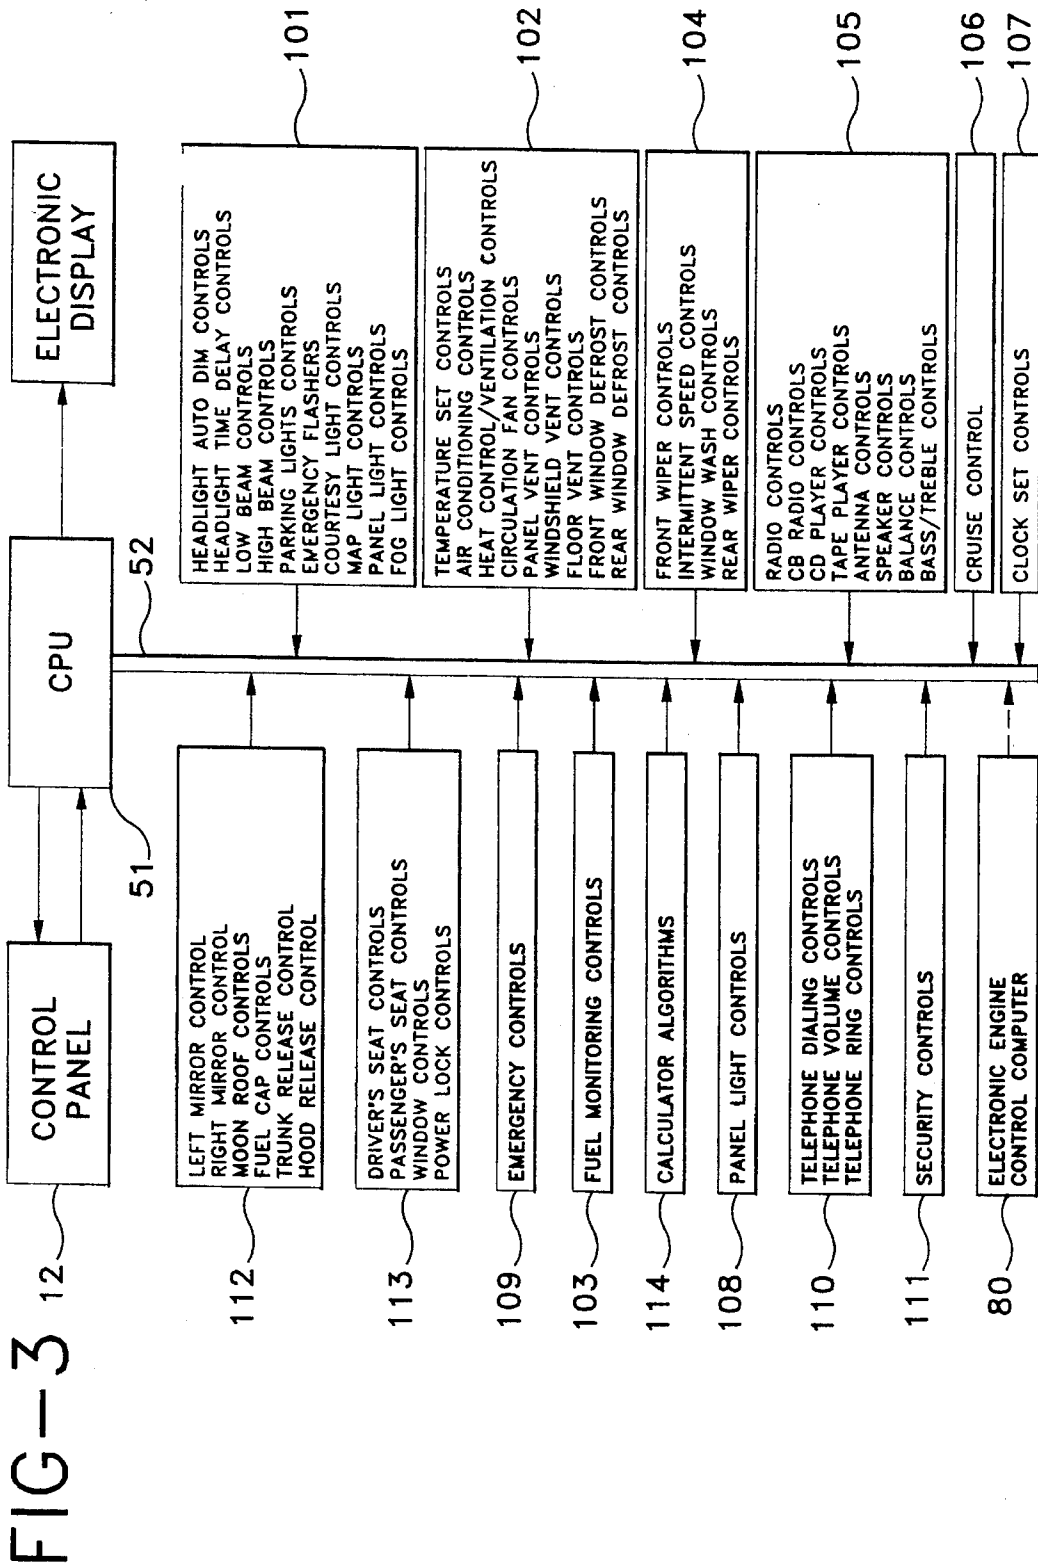 FIG-3
12
CONTROL
PANEL
51
CPU
52
ELECTRONIC
DISPLAY
112
LEFT MIRROR CONTROL
RIGHT MIRROR CONTROL
MOON ROOF CONTROLS
FUEL CAP CONTROLS
TRUNK RELEASE CONTROL
HOOD RELEASE CONTROL
113
DRIVER'S SEAT CONTROLS
PASSENGER'S SEAT CONTROLS
WINDOW CONTROLS
POWER LOCK CONTROLS
109
EMERGENCY CONTROLS
103
FUEL MONITORING CONTROLS
114
CALCULATOR ALGORITHMS
108
PANEL LIGHT CONTROLS
110
TELEPHONE DIALING CONTROLS
TELEPHONE VOLUME CONTROLS
TELEPHONE RING CONTROLS
111
SECURITY CONTROLS
80
ELECTRONIC ENGINE
CONTROL COMPUTER
HEADLIGHT AUTO DIM CONTROLS
HEADLIGHT TIME DELAY CONTROLS
LOW BEAM CONTROLS
HIGH BEAM CONTROLS
PARKING LIGHTS CONTROLS
EMERGENCY FLASHERS
COURTESY LIGHT CONTROLS
MAP LIGHT CONTROLS
PANEL LIGHT CONTROLS
FOG LIGHT CONTROLS
101
TEMPERATURE SET CONTROLS
AIR CONDITIONING CONTROLS
HEAT CONTROL/VENTILATION CONTROLS
CIRCULATION FAN CONTROLS
PANEL VENT CONTROLS
WINDSHIELD VENT CONTROLS
FLOOR VENT CONTROLS
FRONT WINDOW DEFROST CONTROLS
REAR WINDOW DEFROST CONTROLS
102
FRONT WIPER CONTROLS
INTERMITTENT SPEED CONTROLS
WINDOW WASH CONTROLS
REAR WIPER CONTROLS
104
RADIO CONTROLS
CB RADIO CONTROLS
CD PLAYER CONTROLS
TAPE PLAYER CONTROLS
ANTENNA CONTROLS
SPEAKER CONTROLS
BALANCE CONTROLS
BASS/TREBLE CONTROLS
105
CRUISE CONTROL
106
CLOCK SET CONTROLS
107